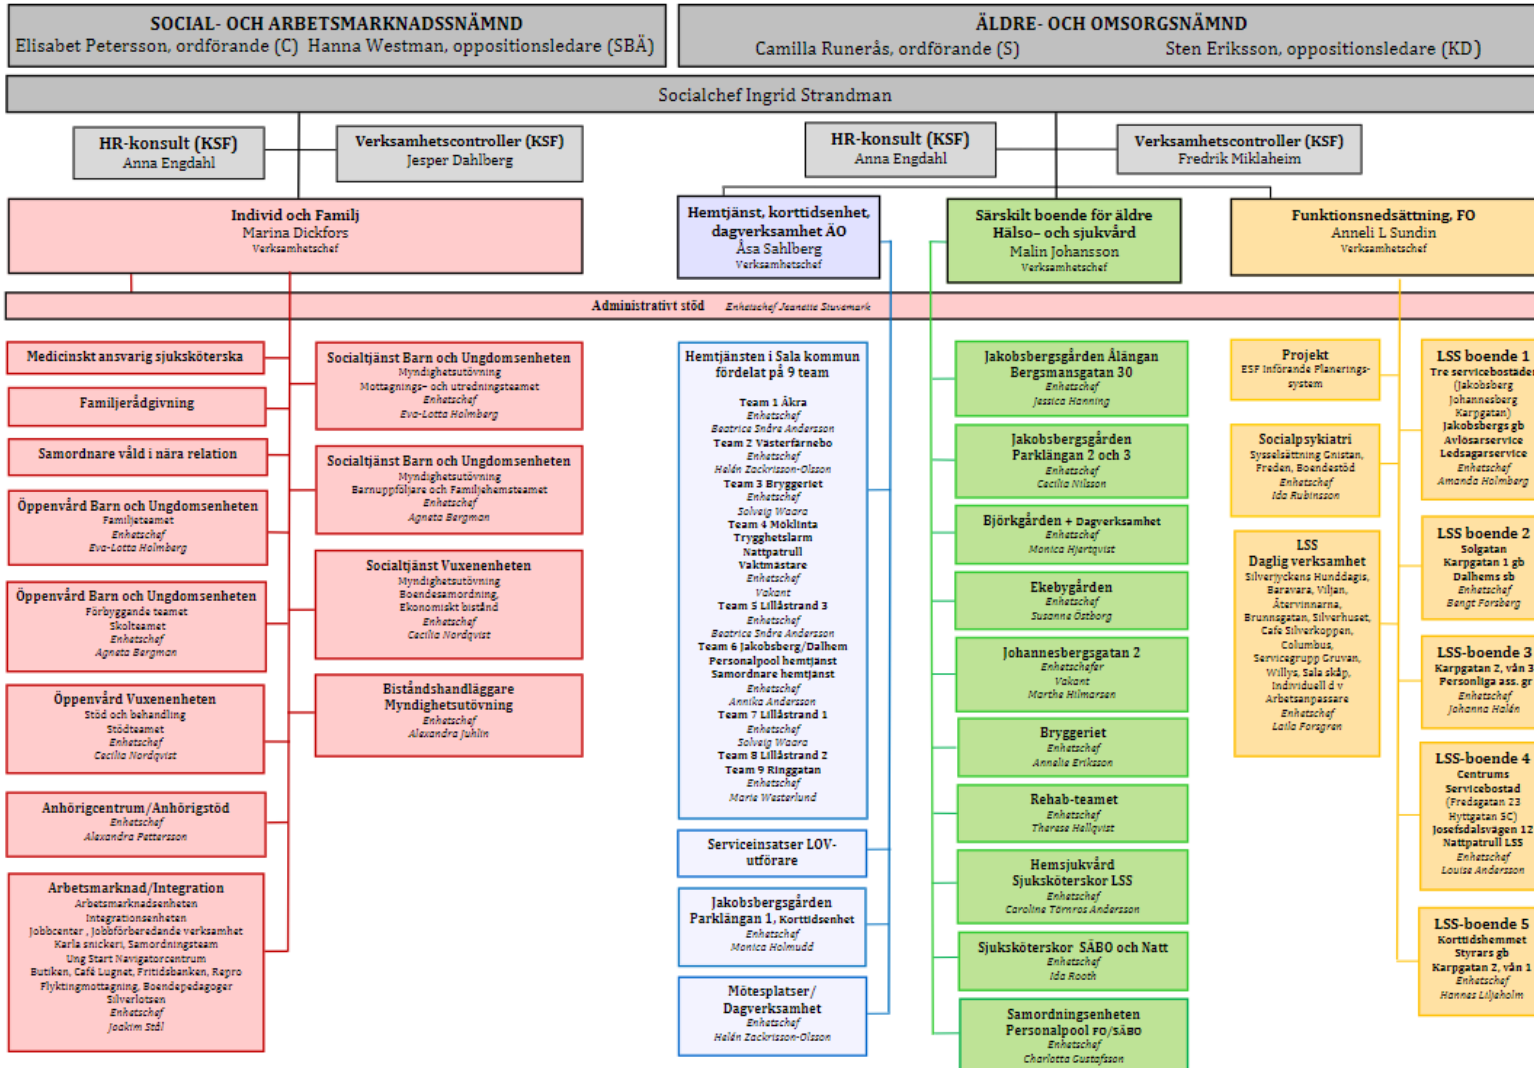 SOCIAL- OCH ARBETSMARKNADSSNÄMND
Elisabet Petersson, ordförande (C) Hanna Westman, oppositionsledare (SBÄ)
ÄLDRE- OCH OMSORGSNÄMND
Camilla Runerås, ordförande (S) Sten Eriksson, oppositionsledare (KD)
Socialchef Ingrid Strandman
HR-konsult (KSF)
Anna Engdahl
Verksamhetscontroller (KSF)
Jesper Dahlberg
HR-konsult (KSF)
Anna Engdahl
Verksamhetscontroller (KSF)
Fredrik Miklaheim
Individ och Familj
Marina Dickfors
Verksamhetschef
Hemtjänst, korttidsenhet,
dagverksamhet ÄO
Åsa Sahlberg
Verksamhetschef
Särskilt boende för äldre
Hälso- och sjukvård
Malin Johansson
Verksamhetschef
Funktionsnedsättning, FO
Anneli L Sundin
Verksamhetschef
Administrativt stöd Enhetschef Jeanette Stuvemark
Medicinskt ansvarig sjuksköterska
Familjerådgivning
Samordnare våld i nära relation
Öppenvård Barn och Ungdomsenheten
Familjeteamet
Enhetschef
Eva-Lotta Holmberg
Öppenvård Barn och Ungdomsenheten
Förbyggande teamet
Skolteamet
Enhetschef
Agneta Bergman
Öppenvård Vuxenenheten
Stöd och behandling
Stödteamet
Enhetschef
Cecilia Nordqvist
Anhörigcentrum/Anhörigstöd
Enhetschef
Alexandra Pettersson
Arbetsmarknad/Integration
Arbetsmarknadsenheten
Integrationsenheten
Jobbcenter , Jobbförberedande verksamhet
Karla snickeri, Samordningsteam
Ung Start Navigatorcentrum
Butiken, Café Lugnet, Fritidsbanken, Repro
Flyktingmottagning, Boendepedagoger
Silverlotsen
Enhetschef
Joakim Stål
Socialtjänst Barn och Ungdomsenheten
Myndighetsutövning
Mottagnings- och utredningsteamet
Enhetschef
Eva-Lotta Holmberg
Socialtjänst Barn och Ungdomsenheten
Myndighetsutövning
Barnuppföljare och Familjehemsteamet
Enhetschef
Agneta Bergman
Socialtjänst Vuxenenheten
Myndighetsutövning
Boendesamordning,
Ekonomiskt bistånd
Enhetschef
Cecilia Nordqvist
Biståndshandläggare
Myndighetsutövning
Enhetschef
Alexandra Juhlin
Hemtjänsten i Sala kommun
fördelat på 9 team
Team 1 Åkra
Enhetschef
Beatrice Sndre Andersson
Team 2 Västerfärnebo
Enhetschef
Helén Zackrisson-Olsson
Team 3 Bryggeriet
Enhetschef
Solveig Waara
Team 4 Möklinta
Trygghetslarm
Nattpatrull
Vaktmästare
Enhetschef
Vakant
Team 5 Lillåstrand 3
Enhetschef
Beatrice Sndre Andersson
Team 6 Jakobsberg/Dalhem
Personalpool hemtjänst
Samordnare hemtjänst
Enhetschef
Annika Andersson
Team 7 Lillåstrand 1
Enhetschef
Solveig Waara
Team 8 Lillåstrand 2
Team 9 Ringgatan
Enhetschef
Marie Westerlund
Serviceinsatser LOV-
utförare
Jakobsbergsgården
Parklängan 1, Korttidsenhet
Enhetschef
Monica Holmudd
Mötesplatser/
Dagverksamhet
Enhetschef
Helén Zackrisson-Olsson
Jakobsbergsgården Ålängan
Bergsmansgatan 30
Enhetschef
Jessica Hanning
Jakobsbergsgården
Parklängan 2 och 3
Enhetschef
Cecilia Nilsson
Björkgården + Dagverksamhet
Enhetschef
Monica Hjertqvist
Ekebygården
Enhetschef
Susanne Östborg
Johannesbergsgatan 2
Enhetschefer
Vakant
Marthe Hilmarsen
Bryggeriet
Enhetschef
Annelie Eriksson
Rehab-teamet
Enhetschef
Therese Hellqvist
Hemsjukvård
Sjuksköterskor LSS
Enhetschef
Caroline Törnros Andersson
Sjuksköterskor SÄBO och Natt
Enhetschef
Ida Rooth
Samordningsenheten
Personalpool FO/SÄBO
Enhetschef
Charlotta Gustafsson
Projekt
ESF Införande Planerings-
system
Socialpsykiatri
Sysselsättning Gnistan,
Freden, Boendestöd
Enhetschef
Ida Rubinsson
LSS
Daglig verksamhet
Silverjyckens Hunddagis,
Baravara, Viljan,
Återvinnarna,
Brunnsgatan, Silverhuset,
Cafe Silverkoppen,
Columbus,
Servicegrupp Gruvan,
Willys, Sala skåp,
Individuell d v
Arbetsanpassare
Enhetschef
Laila Forsgren
LSS boende 1
Tre servicebostäder
(Jakobsberg
Johannesberg
Karpgatan)
Jakobsbergs gb
Avlösarservice
Ledsagarservice
Enhetschef
Amanda Holmberg
LSS boende 2
Solgatan
Karpgatan 1 gb
Dalhems sb
Enhetschef
Bengt Forsberg
LSS-boende 3
Karpgatan 2, vån 3
Personliga ass. gr
Enhetschef
Johanna Halén
LSS-boende 4
Centrums
Servicebostad
(Fredsgatan 23
Hyttgatan 3C)
Josefsdalsvägen 12
Nattpatrull LSS
Enhetschef
Louise Andersson
LSS-boende 5
Korttidshemmet
Styrars gb
Karpgatan 2, vån 1
Enhetschef
Hannes Liljeholm